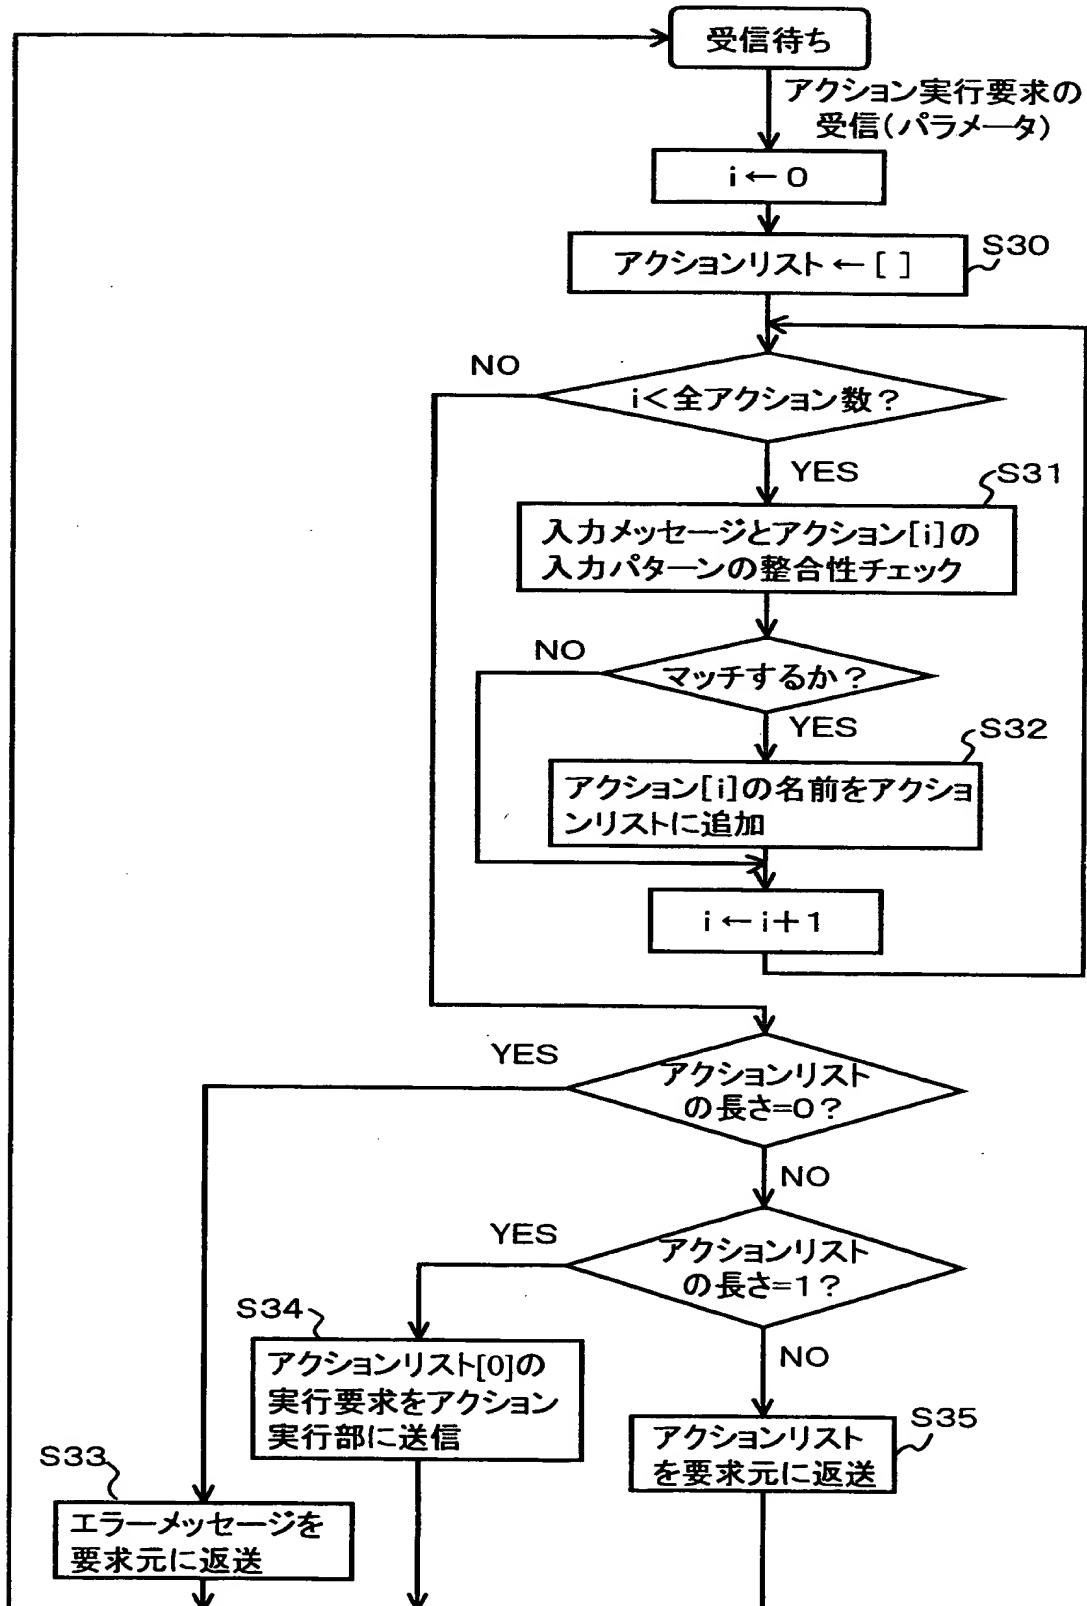 受信待ち
アクション実行要求の
受信(パラメータ)
i←0
アクションリスト←[ ]
S30
NO
i<全アクション数?
YES
S31
入力メッセージとアクション[i]の
入力パターンの整合性チェック
NO
マッチするか?
YES
S32
アクション[i]の名前をアクショ
ンリストに追加
i←i+1
YES
アクションリスト
の長さ=0?
NO
YES
アクションリスト
の長さ=1?
S34
NO
アクションリスト[0]の
実行要求をアクション
実行部に送信
S35
アクションリスト
を要求元に返送
S33
エラーメッセージを
要求元に返送